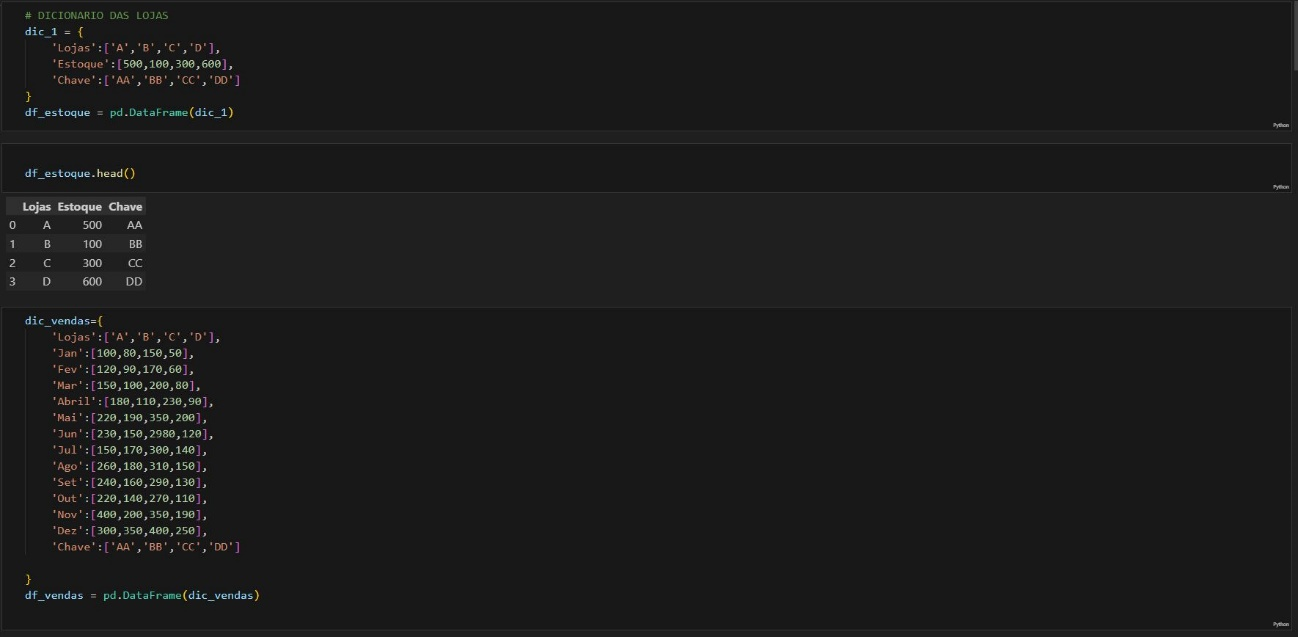 # DICIONARIO DAS LOJAS
dic_1 = {
'Lojas':['A','B','C','D'],
'Estoque':[500,100,300,600],
'Chave':['AA','BB','CC','DD']
}
df_estoque = pd.DataFrame(dic_1)
Python
df_estoque.head()
Python
Lojas Estoque Chave
0 A 500 AA
1 B 100 BB
2 C 300 CC
3 D 600 DD
dic_vendas={
'Lojas':['A','B','C','D'],
'Jan':[100,80,150,50],
'Fev':[120,90,170,60],
'Mar':[150,100,200,80],
'Abril':[180,110,230,90],
'Mai':[220,190,350,200],
'Jun':[230,150,2980,120],
'Jul':[150,170,300,140],
'Ago':[260,180,310,150],
'Set':[240,160,290,130],
'Out':[220,140,270,110],
'Nov':[400,200,350,190],
'Dez':[300,350,400,250],
'Chave':['AA','BB','CC','DD']
}
df_vendas = pd.DataFrame(dic_vendas)
Python